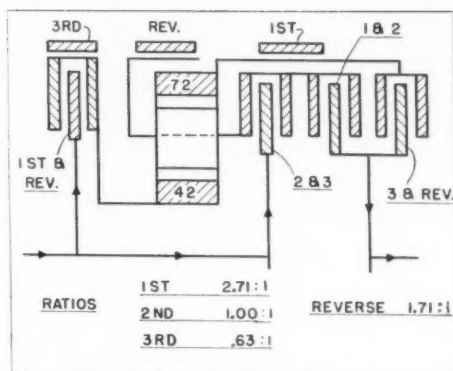 3RD
REV.
1ST
1 & 2
72
42
1ST &
REV.
2 & 3
3 & REV.
RATIOS
1ST 2.71:1
2ND 1.00:1
3RD .63:1
REVERSE 1.71:1